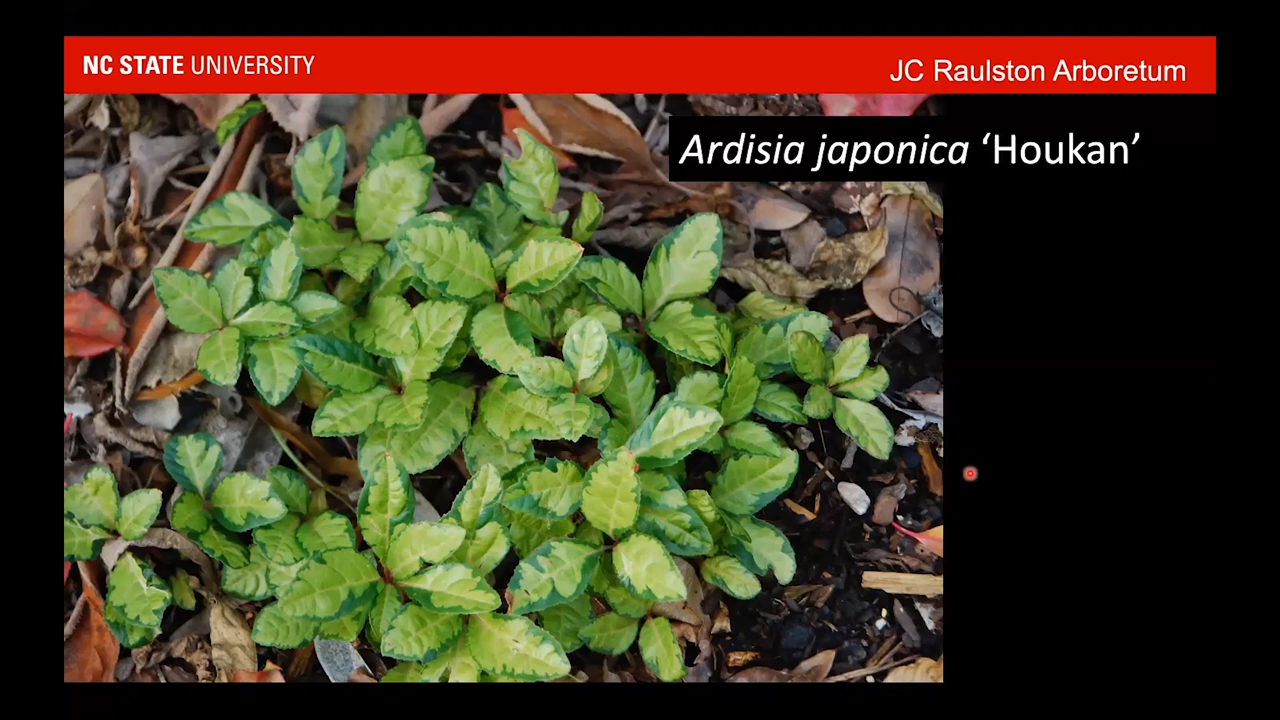 NC STATE UNIVERSITY
JC Raulston Arboretum
Ardisia japonica ‘Houkan’